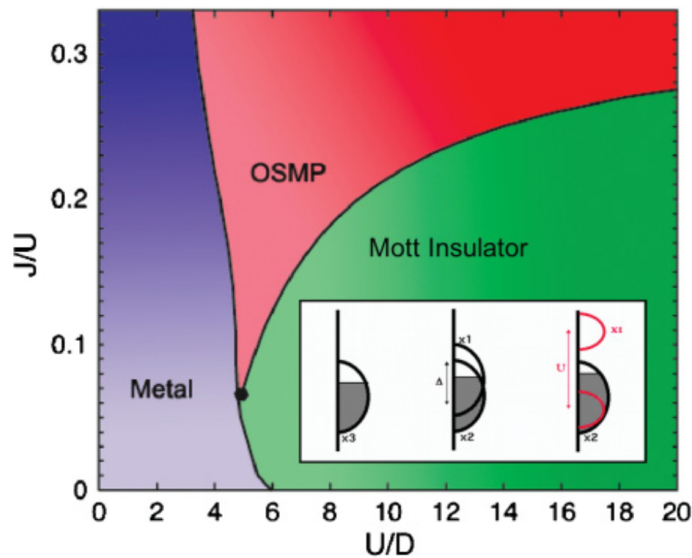 0.3
0.2
0.1
0
J/U
OSMP
Mott Insulator
Metal
x3
x1
Δ
x2
U
x1
x2
0 2 4 6 8 10 12 14 16 18 20
U/D